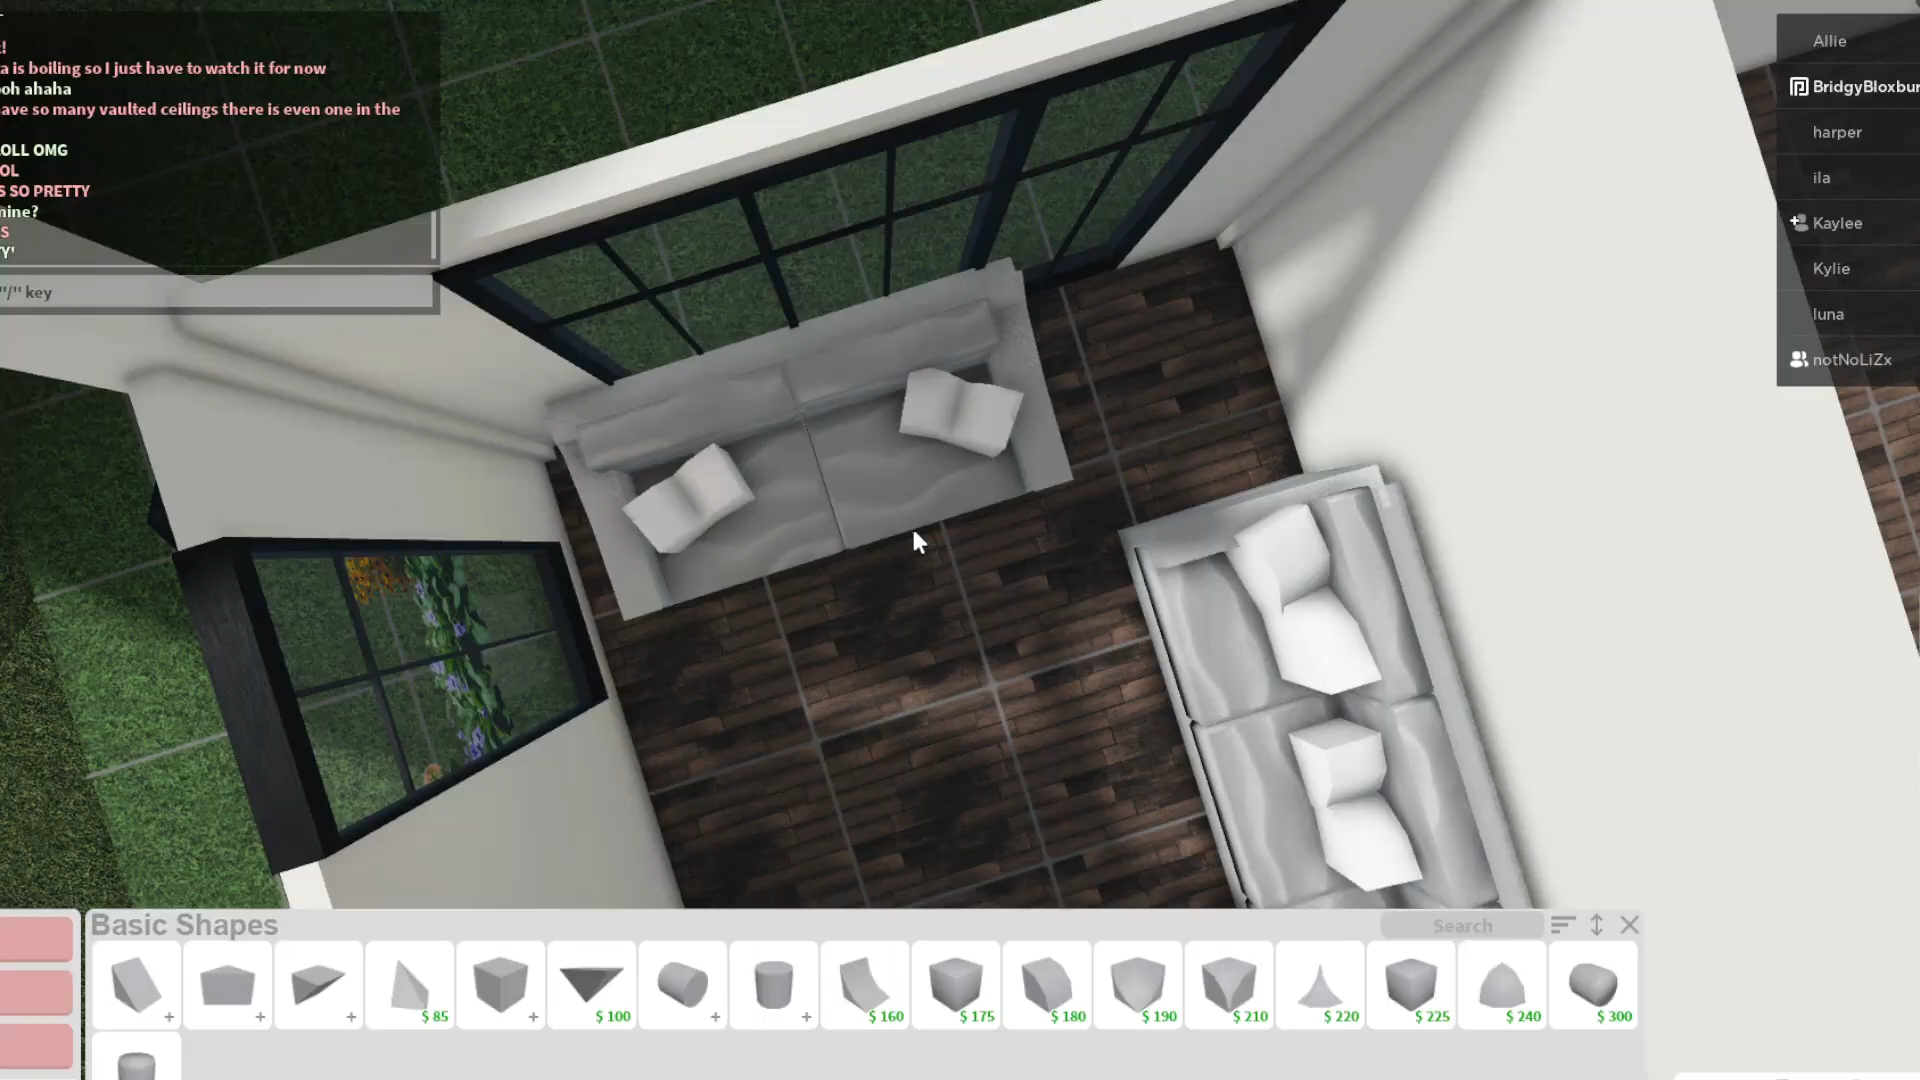 !
a is boiling so I just have to watch it for now
ooh ahaha
ave so many vaulted ceilings there is even one in the
OLL OMG
OL
S SO PRETTY
nine?
S
Y'
"/" key
Allie
BridgyBloxbur
harper
ila
Kaylee
Kylie
luna
notNoLiZx
Basic Shapes
Search
+ + + $ 85 + $ 100 + + $ 160 $ 175 $ 180 $ 190 $ 210 $ 220 $ 225 $ 240 $ 300